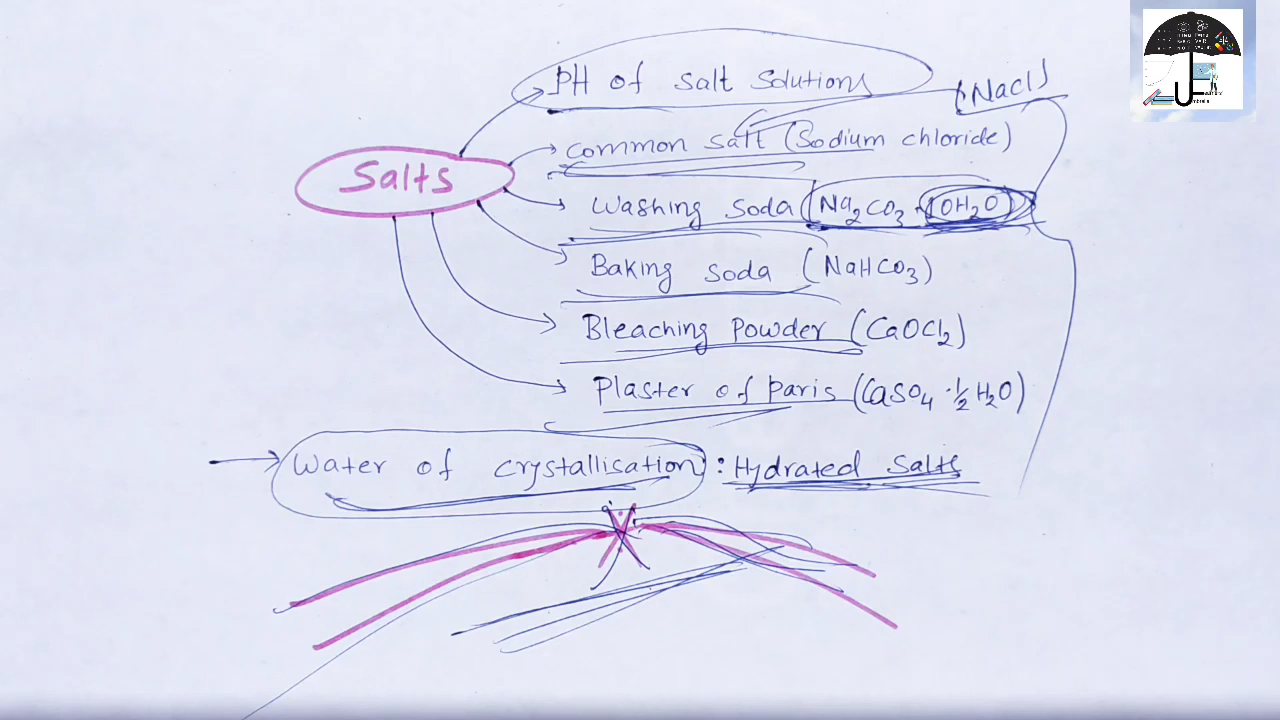 PH of salt solutions
(NaCl)
common salt (Sodium chloride)
Salts
Washing soda (Na2CO3 · 10H2O)
Baking soda (NaHCO3)
Bleaching powder (CaOCl2)
Plaster of paris (CaSO4 · 1/2 H2O)
Water of crystallisation : Hydrated Salts